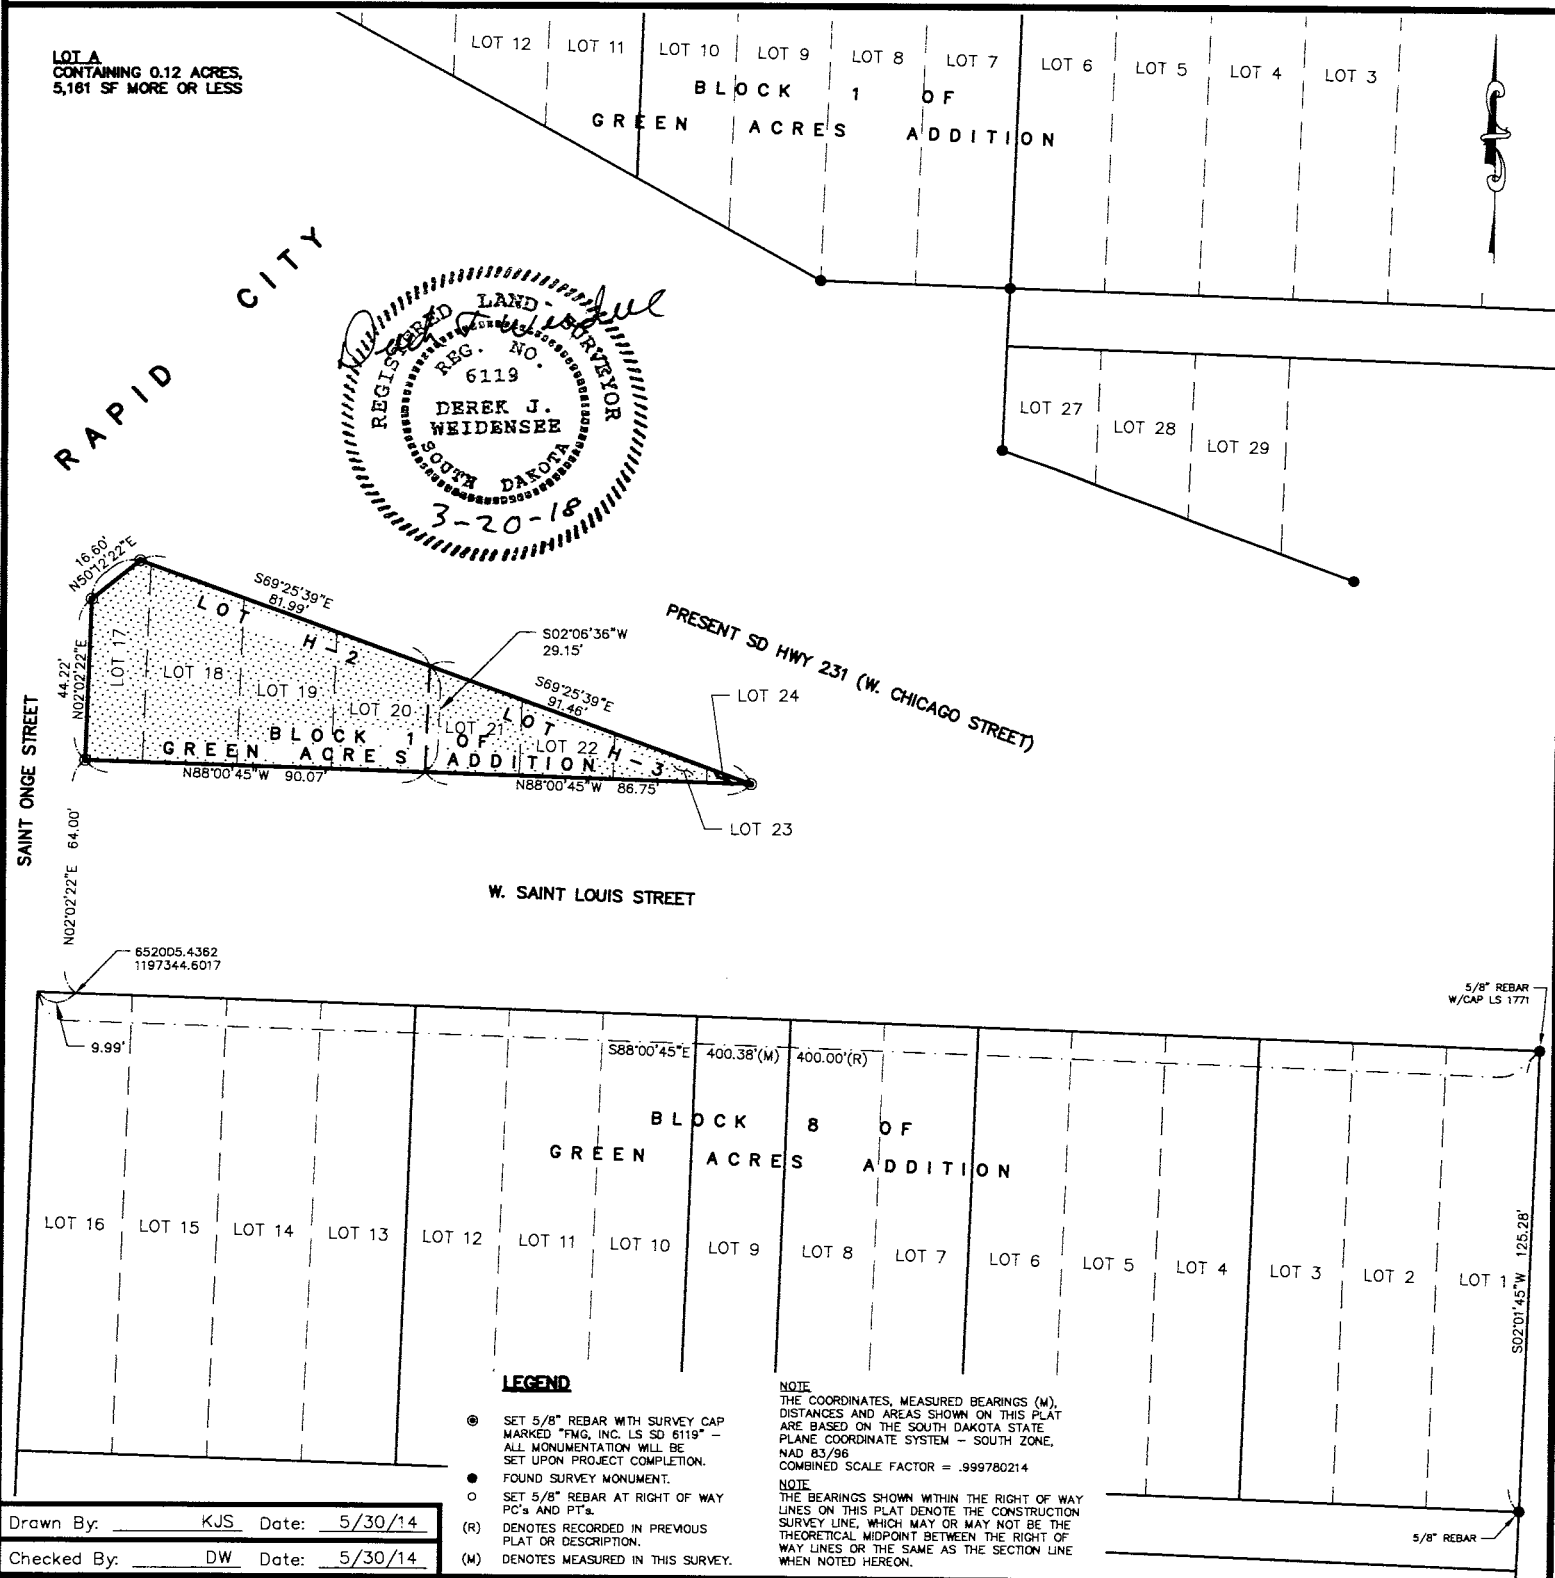 LOT A
CONTAINING 0.12 ACRES,
5,161 SF MORE OR LESS
LOT 12
LOT 11
LOT 10
LOT 9
LOT 8
LOT 7
LOT 6
LOT 5
LOT 4
LOT 3
BLOCK 1 OF
GREEN ACRES ADDITION
RAPID CITY
REGISTERED LAND SURVEYOR
REG. NO.
6119
DEREK J.
WEIDENSEE
SOUTH DAKOTA
3-20-18
LOT 27
LOT 28
LOT 29
16.60'
N50°12'22"E
S69°25'39"E
81.99'
LOT H-2
S02°06'36"W
29.15'
PRESENT SD HWY 231 (W. CHICAGO STREET)
44.22'
N02°02'22"E
LOT 17
LOT 18
LOT 19
LOT 20
LOT 21
LOT 22
S69°25'39"E
91.46'
LOT H-3
LOT 24
BLOCK 1 OF
GREEN ACRES ADDITION
N88°00'45"W 90.07'
N88°00'45"W 86.75'
LOT 23
SAINT ONGE STREET
N02°02'22"E 64.00'
W. SAINT LOUIS STREET
652005.4362
1197344.6017
9.99'
5/8" REBAR
W/CAP LS 1771
S88°00'45"E 400.38'(M) 400.00'(R)
BLOCK 8 OF
GREEN ACRES ADDITION
LOT 16
LOT 15
LOT 14
LOT 13
LOT 12
LOT 11
LOT 10
LOT 9
LOT 8
LOT 7
LOT 6
LOT 5
LOT 4
LOT 3
LOT 2
LOT 1
S02°01'45"W 125.28'
LEGEND
SET 5/8" REBAR WITH SURVEY CAP
MARKED "FMG, INC. LS SD 6119" –
ALL MONUMENTATION WILL BE
SET UPON PROJECT COMPLETION.
FOUND SURVEY MONUMENT.
SET 5/8" REBAR AT RIGHT OF WAY
PC's AND PT's.
(R) DENOTES RECORDED IN PREVIOUS
PLAT OR DESCRIPTION.
(M) DENOTES MEASURED IN THIS SURVEY.
NOTE
THE COORDINATES, MEASURED BEARINGS (M),
DISTANCES AND AREAS SHOWN ON THIS PLAT
ARE BASED ON THE SOUTH DAKOTA STATE
PLANE COORDINATE SYSTEM – SOUTH ZONE,
NAD 83/96
COMBINED SCALE FACTOR = .999780214
NOTE
THE BEARINGS SHOWN WITHIN THE RIGHT OF WAY
LINES ON THIS PLAT DENOTE THE CONSTRUCTION
SURVEY LINE, WHICH MAY OR MAY NOT BE THE
THEORETICAL MIDPOINT BETWEEN THE RIGHT OF
WAY LINES OR THE SAME AS THE SECTION LINE
WHEN NOTED HEREON.
5/8" REBAR
Drawn By: KJS Date: 5/30/14
Checked By: DW Date: 5/30/14